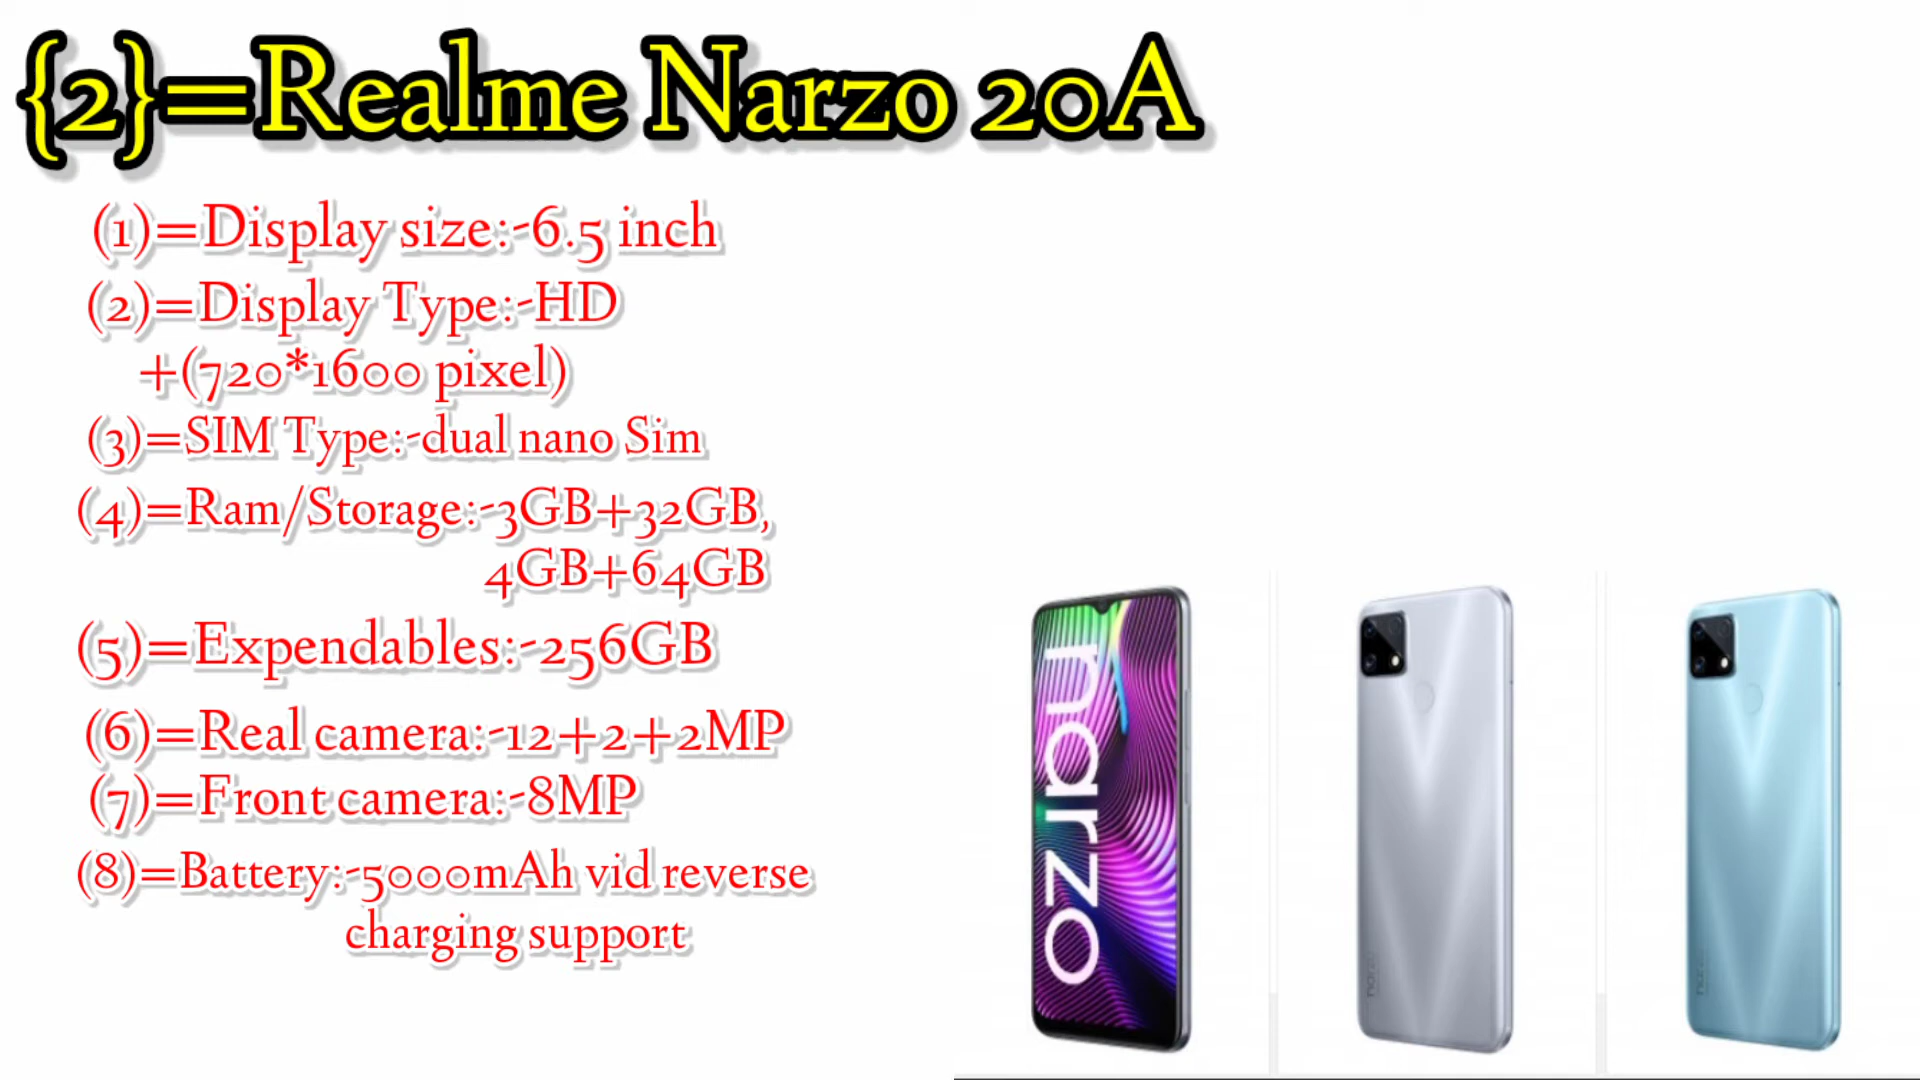 {2}=Realme Narzo 20A
(1)=Display size:-6.5 inch
(2)=Display Type:-HD
+(720*1600 pixel)
(3)=SIM Type:-dual nano Sim
(4)=Ram/Storage:-3GB+32GB,
4GB+64GB
(5)=Expendables:-256GB
(6)=Real camera:-12+2+2MP
(7)=Front camera:-8MP
(8)=Battery:-5000mAh vid reverse
charging support
narzo
narzo
narzo